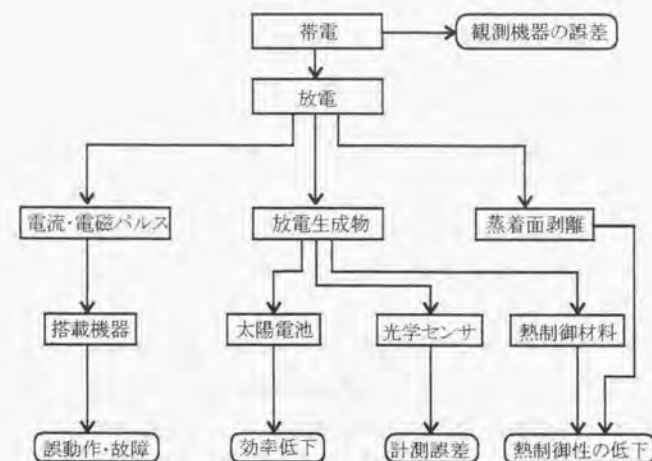 帯電
観測機器の誤差
放電
電流・電磁パルス
放電生成物
蒸着面剥離
搭載機器
太陽電池
光学センサ
熱制御材料
誤動作・故障
効率低下
計測誤差
熱制御性の低下